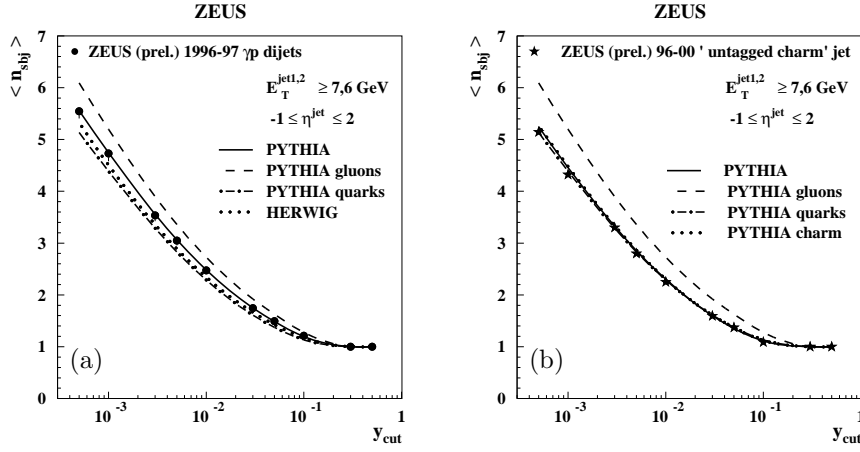 ZEUS
< n_sbj >
7
6
5
4
3
2
1
0
ZEUS (prel.) 1996-97 γp dijets
E_T^jet1,2 ≥ 7,6 GeV
-1 ≤ η^jet ≤ 2
PYTHIA
PYTHIA gluons
PYTHIA quarks
HERWIG
(a)
10^-3
10^-2
10^-1
1
y_cut
ZEUS
< n_sbj >
7
6
5
4
3
2
1
0
ZEUS (prel.) 96-00 ' untagged charm' jet
E_T^jet1,2 ≥ 7,6 GeV
-1 ≤ η^jet ≤ 2
PYTHIA
PYTHIA gluons
PYTHIA quarks
PYTHIA charm
(b)
10^-3
10^-2
10^-1
1
y_cut